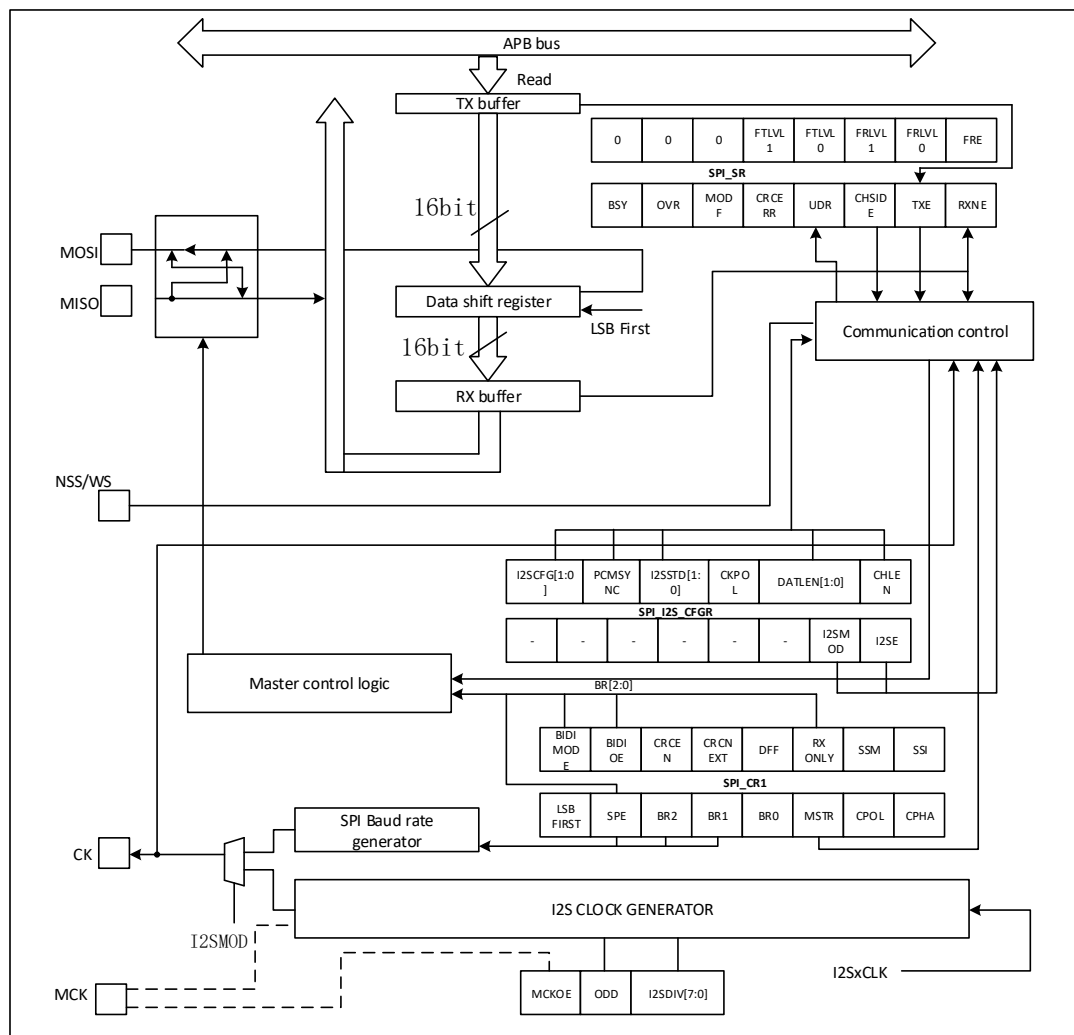 APB bus
Read
TX buffer
0
0
0
FTLVL
1
FTLVL
0
FRLVL
1
FRLVL
0
FRE
SPI_SR
BSY
OVR
MOD
F
CRCE
RR
UDR
CHSID
E
TXE
RXNE
16bit
MOSI
MISO
Data shift register
LSB First
Communication control
16bit
RX buffer
NSS/WS
I2SCFG[1:0
]
PCMSY
NC
I2SSTD[1:
0]
CKP
OL
DATLEN[1:0]
CHLE
N
SPI_I2S_CFGR
-
-
-
-
-
-
I2SM
OD
I2SE
Master control logic
BR[2:0]
BIDI
MOD
E
BIDI
OE
CRCE
N
CRCN
EXT
DFF
RX
ONLY
SSM
SSI
SPI_CR1
LSB
FIRST
SPE
BR2
BR1
BR0
MSTR
CPOL
CPHA
SPI Baud rate
generator
CK
I2S CLOCK GENERATOR
I2SMOD
I2SxCLK
MCK
MCKOE
ODD
I2SDIV[7:0]